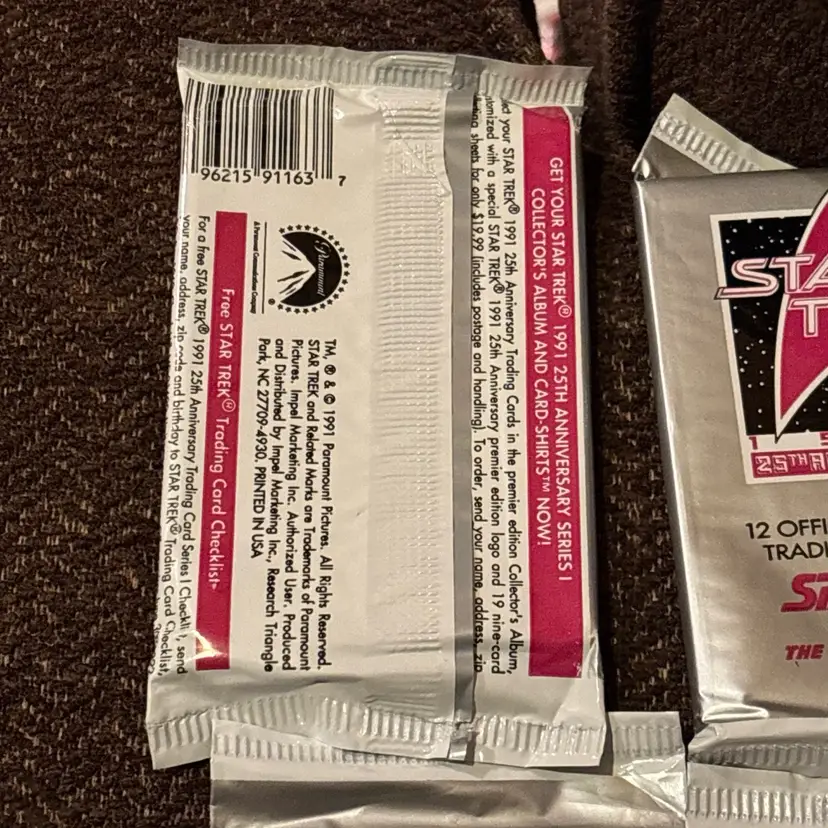 GET YOUR STAR TREK® 1991 25TH ANNIVERSARY SERIES I
COLLECTOR'S ALBUM AND CARD-SHIRTS™ NOW!
your STAR TREK® 1991 25th Anniversary Trading Cards in the premier edition Collector's Album,
with a special STAR TREK® 1991 25th Anniversary premier edition logo and 19 nine-card
sheets for only $19.99 (includes postage and handling). To order, send your name, address, zip
96215 91163 7
Paramount
A Paramount Communications Company
TM, ® & © 1991 Paramount Pictures. All Rights Reserved.
STAR TREK and Related Marks are Trademarks of Paramount
Pictures. Impel Marketing Inc. Authorized User. Produced
and Distributed by Impel Marketing Inc., Research Triangle
Park, NC 27709-4930. PRINTED IN USA
Free STAR TREK® Trading Card Checklist
For a free STAR TREK® 1991 25th Anniversary Trading Card Series I send
your name, address, zip code and birthday to STAR TREK® Trading Card Checklist,
STA
T
1
25TH
12 OFFI
TRADI
THE